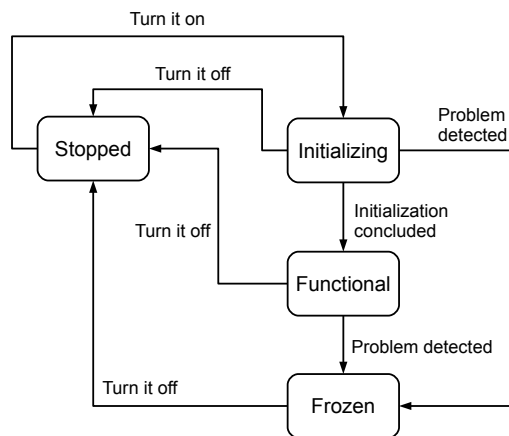 Turn it on
Turn it off
Problem
detected
Stopped
Initializing
Initialization
concluded
Turn it off
Functional
Problem detected
Turn it off
Frozen